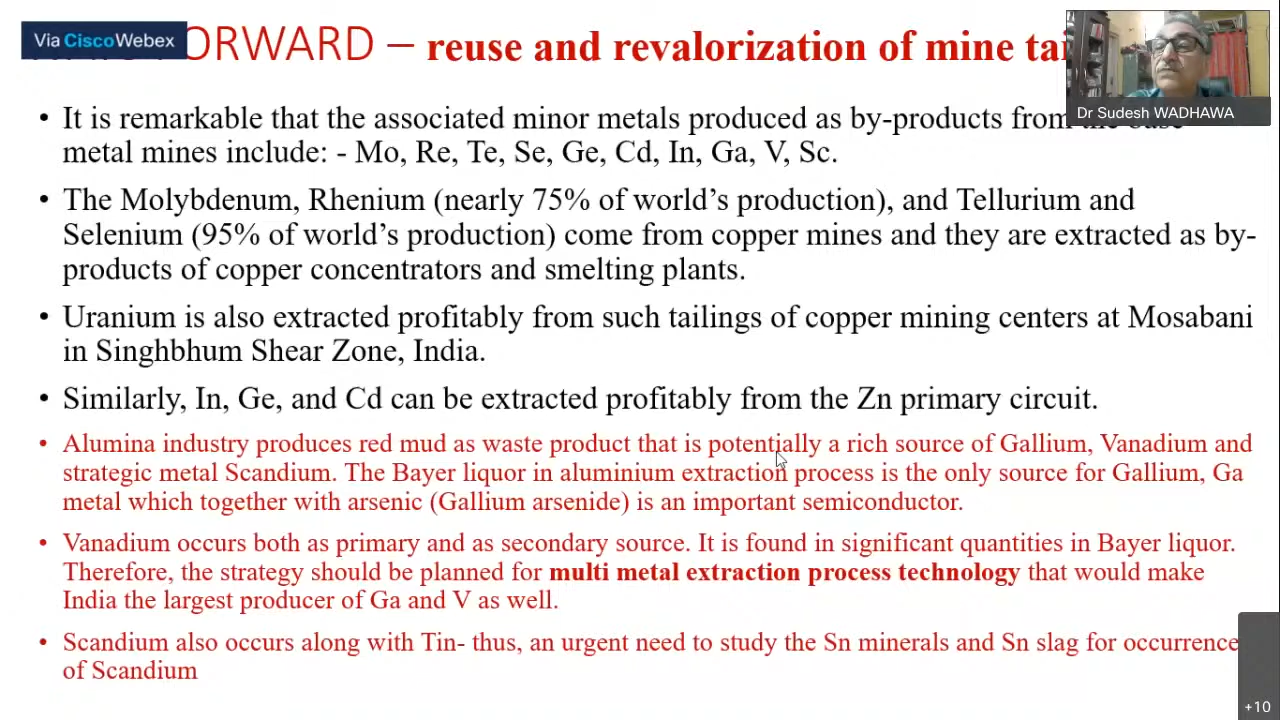 Via Cisco Webex
ORWARD – reuse and revalorization of mine tai
Dr Sudesh WADHAWA
• It is remarkable that the associated minor metals produced as by-products from the base
metal mines include: - Mo, Re, Te, Se, Ge, Cd, In, Ga, V, Sc.
• The Molybdenum, Rhenium (nearly 75% of world’s production), and Tellurium and
Selenium (95% of world’s production) come from copper mines and they are extracted as by-
products of copper concentrators and smelting plants.
• Uranium is also extracted profitably from such tailings of copper mining centers at Mosabani
in Singhbhum Shear Zone, India.
• Similarly, In, Ge, and Cd can be extracted profitably from the Zn primary circuit.
• Alumina industry produces red mud as waste product that is potentially a rich source of Gallium, Vanadium and
strategic metal Scandium. The Bayer liquor in aluminium extraction process is the only source for Gallium, Ga
metal which together with arsenic (Gallium arsenide) is an important semiconductor.
• Vanadium occurs both as primary and as secondary source. It is found in significant quantities in Bayer liquor.
Therefore, the strategy should be planned for multi metal extraction process technology that would make
India the largest producer of Ga and V as well.
• Scandium also occurs along with Tin- thus, an urgent need to study the Sn minerals and Sn slag for occurrence
of Scandium
+10